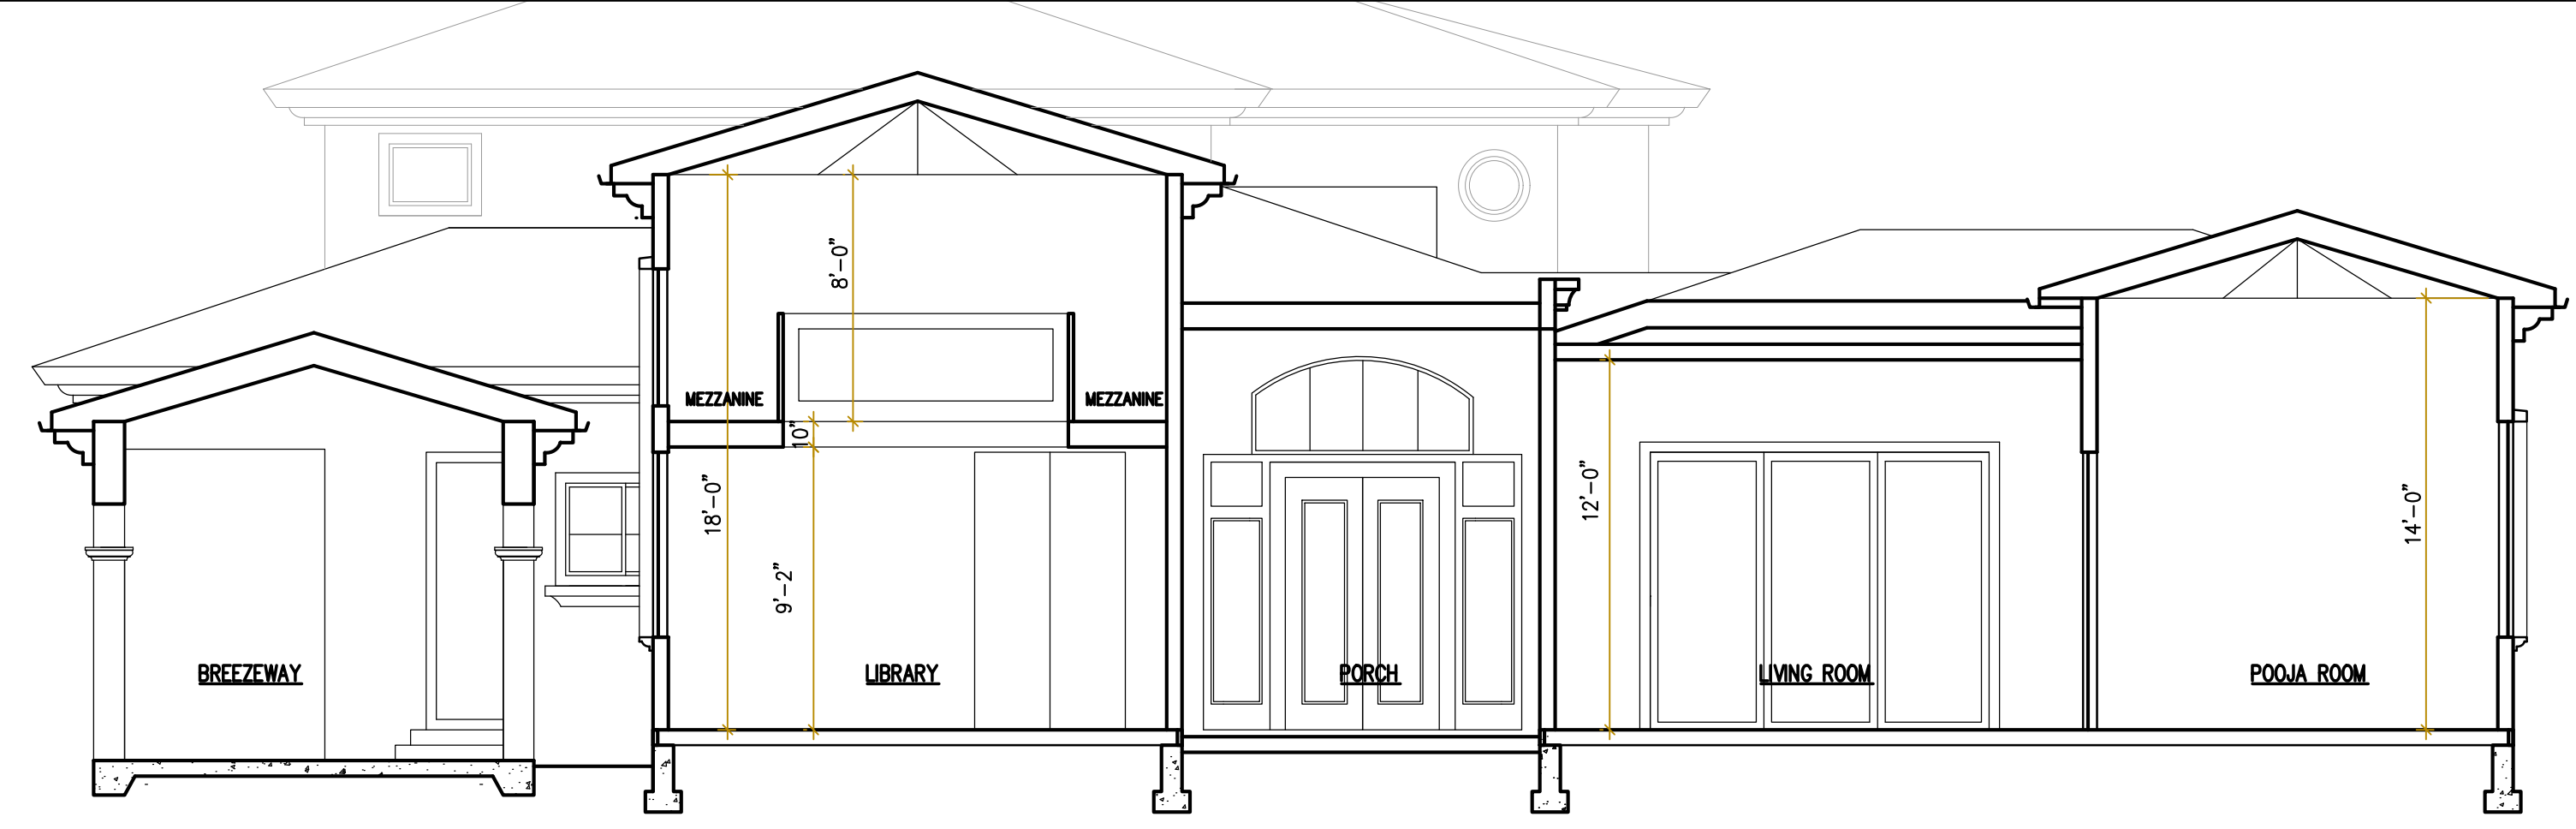 8'-0"
MEZZANINE
MEZZANINE
10"
18'-0"
12'-0"
14'-0"
9'-2"
BREEZEWAY
LIBRARY
PORCH
LIVING ROOM
POOJA ROOM